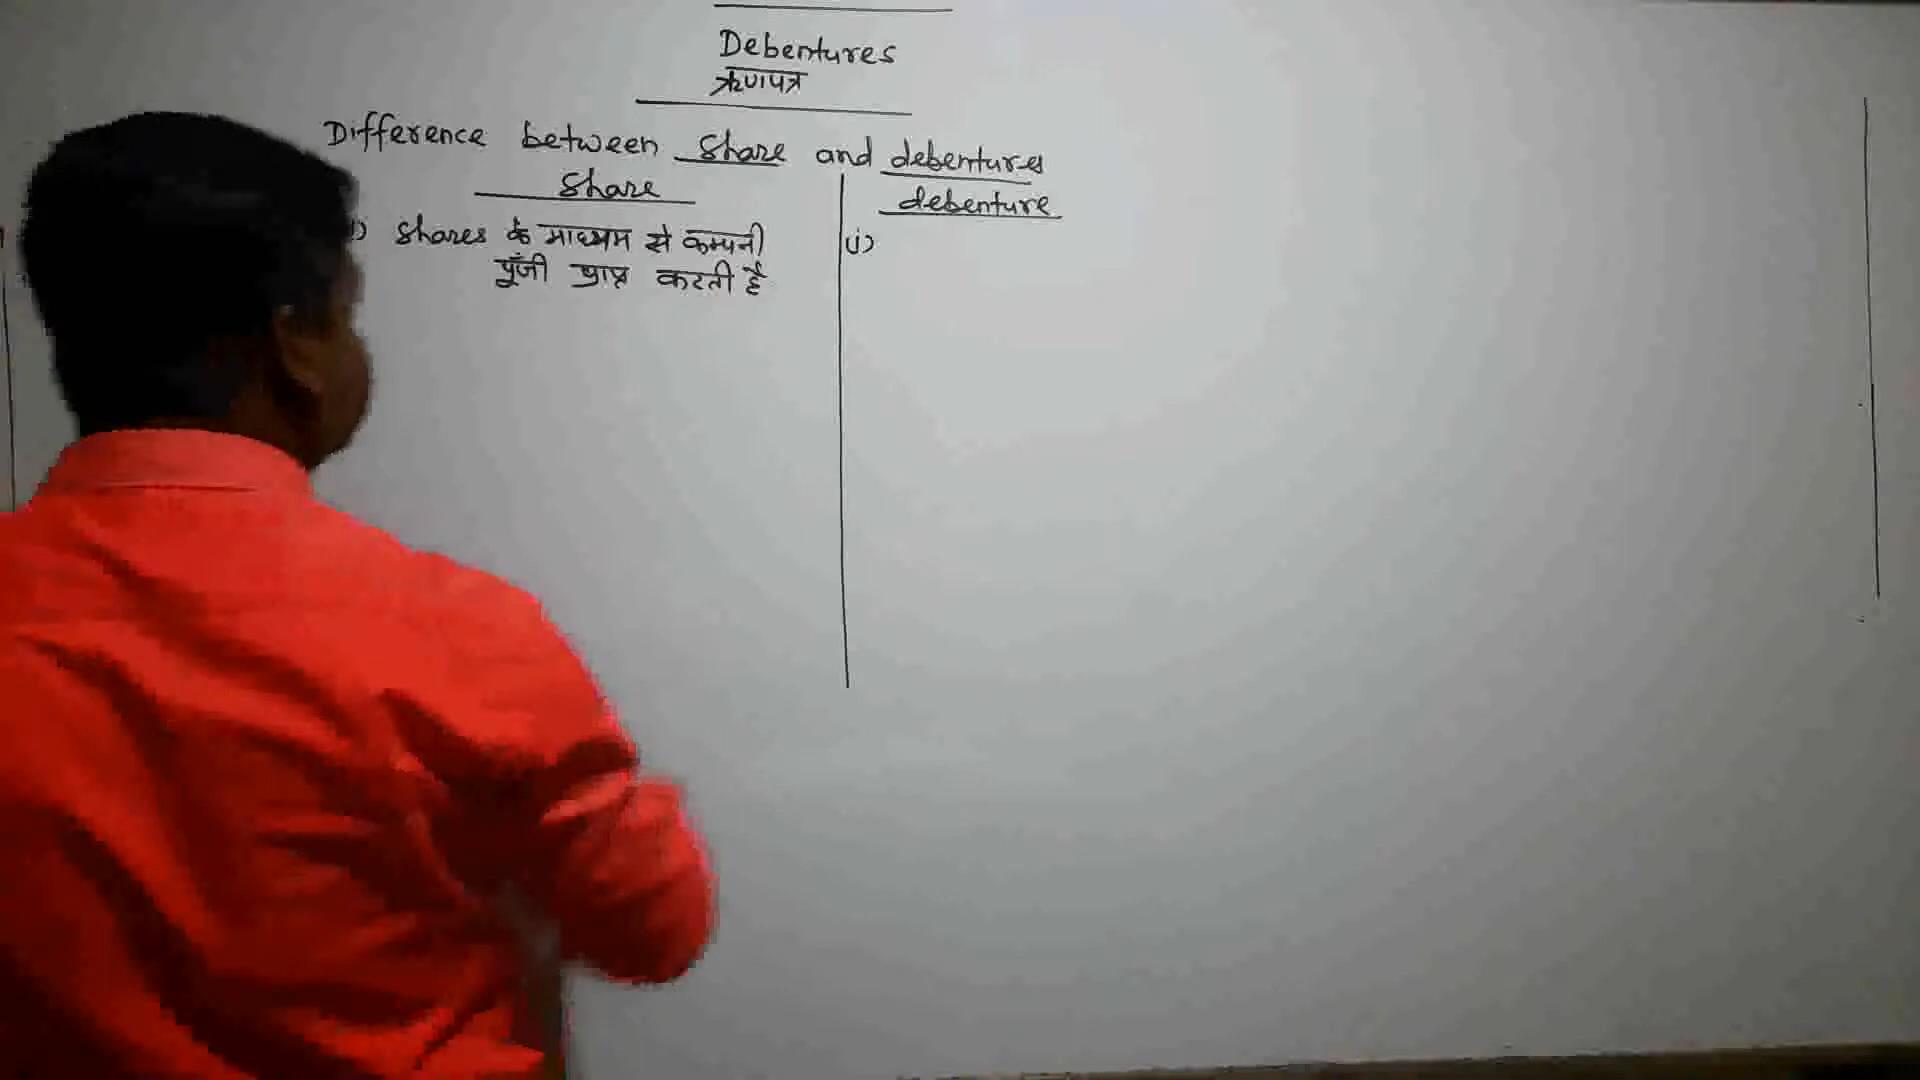 Debentures
ऋणपत्र
Difference between share and debentures
Share
debenture
shares के माध्यम से कम्पनी
पूँजी प्राप्त करती है
(i)